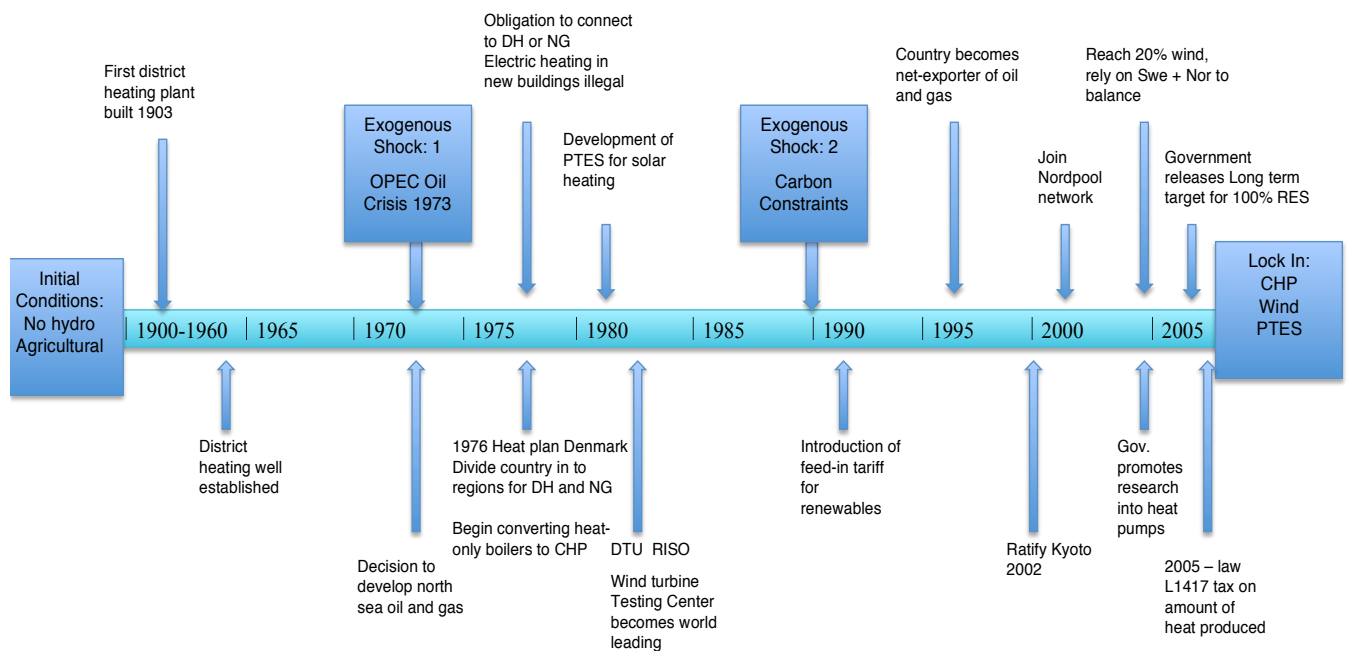 First district
heating plant
built 1903
Exogenous
Shock: 1
OPEC Oil
Crisis 1973
Obligation to connect
to DH or NG
Electric heating in
new buildings illegal
Development of
PTES for solar
heating
Exogenous
Shock: 2
Carbon
Constraints
Country becomes
net-exporter of oil
and gas
Join
Nordpool
network
Reach 20% wind,
rely on Swe + Nor to
balance
Government
releases Long term
target for 100% RES
Initial
Conditions:
No hydro
Agricultural
1900-1960
1965
1970
1975
1980
1985
1990
1995
2000
2005
Lock In:
CHP
Wind
PTES
District
heating well
established
Decision to
develop north
sea oil and gas
1976 Heat plan Denmark
Divide country in to
regions for DH and NG
Begin converting heat-
only boilers to CHP
DTU RISO
Wind turbine
Testing Center
becomes world
leading
Introduction of
feed-in tariff
for
renewables
Ratify Kyoto
2002
Gov.
promotes
research
into heat
pumps
2005 – law
L1417 tax on
amount of
heat produced